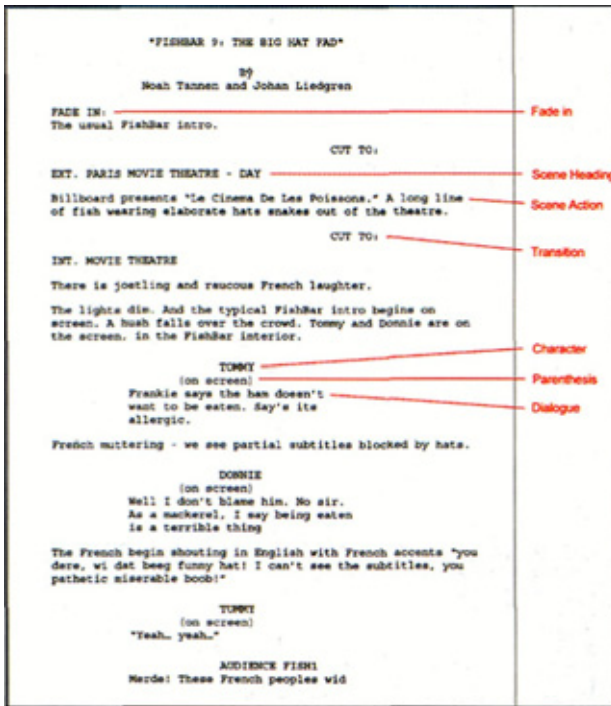 "FISHBAR 9: THE BIG HAT FAD"
BY
Noah Tannen and Johan Liedgren
FADE IN:
Fade in
The usual FishBar intro.
CUT TO:
EXT. PARIS MOVIE THEATRE - DAY
Scene Heading
Billboard presents "Le Cinema De Les Poissons." A long line
Scene Action
of fish wearing elaborate hats snakes out of the theatre.
CUT TO:
Transition
INT. MOVIE THEATRE
There is jostling and raucous French laughter.
The lights dim. And the typical FishBar intro begins on
screen. A hush falls over the crowd. Tommy and Donnie are on
the screen. in the FishBar interior.
TOMMY
Character
(on screen)
Parenthesis
Frankie says the ham doesn't
Dialogue
want to be eaten. Say's its
allergic.
French muttering - we see partial subtitles blocked by hats.
DONNIE
(on screen)
Well I don't blame him. No sir.
As a mackerel, I say being eaten
is a terrible thing
The French begin shouting in English with French accents "you
dere, wi dat beeg funny hat! I can't see the subtitles, you
pathetic miserable boob!"
TOMMY
(on screen)
"Yeah… yeah…"
AUDIENCE FISH1
Merde! These French peoples wid